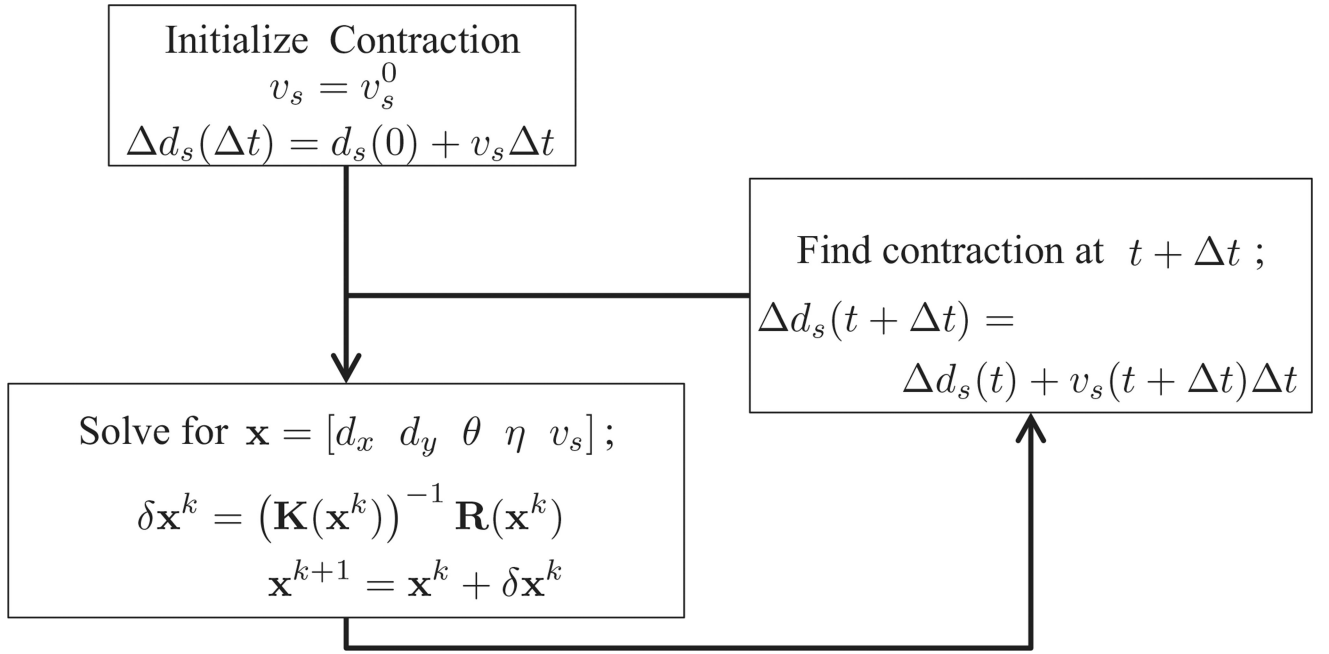 Initialize Contraction
v_s = v_s^0
Δd_s(Δt) = d_s(0) + v_sΔt
Find contraction at t + Δt ;
Δd_s(t + Δt) =
Δd_s(t) + v_s(t + Δt)Δt
Solve for 𝐱 = [d_x d_y θ η v_s] ;
δ𝐱^k = (𝐊(𝐱^k))^{-1} 𝐑(𝐱^k)
𝐱^{k+1} = 𝐱^k + δ𝐱^k